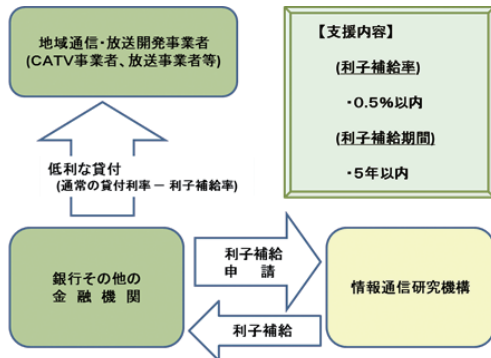 地域通信・放送開発事業者
(CATV事業者、放送事業者等)
【支援内容】
(利子補給率)
・0.5%以内
(利子補給期間)
・5年以内
低利な貸付
(通常の貸付利率 － 利子補給率)
銀行その他の
金融機関
利子補給
申請
利子補給
情報通信研究機構